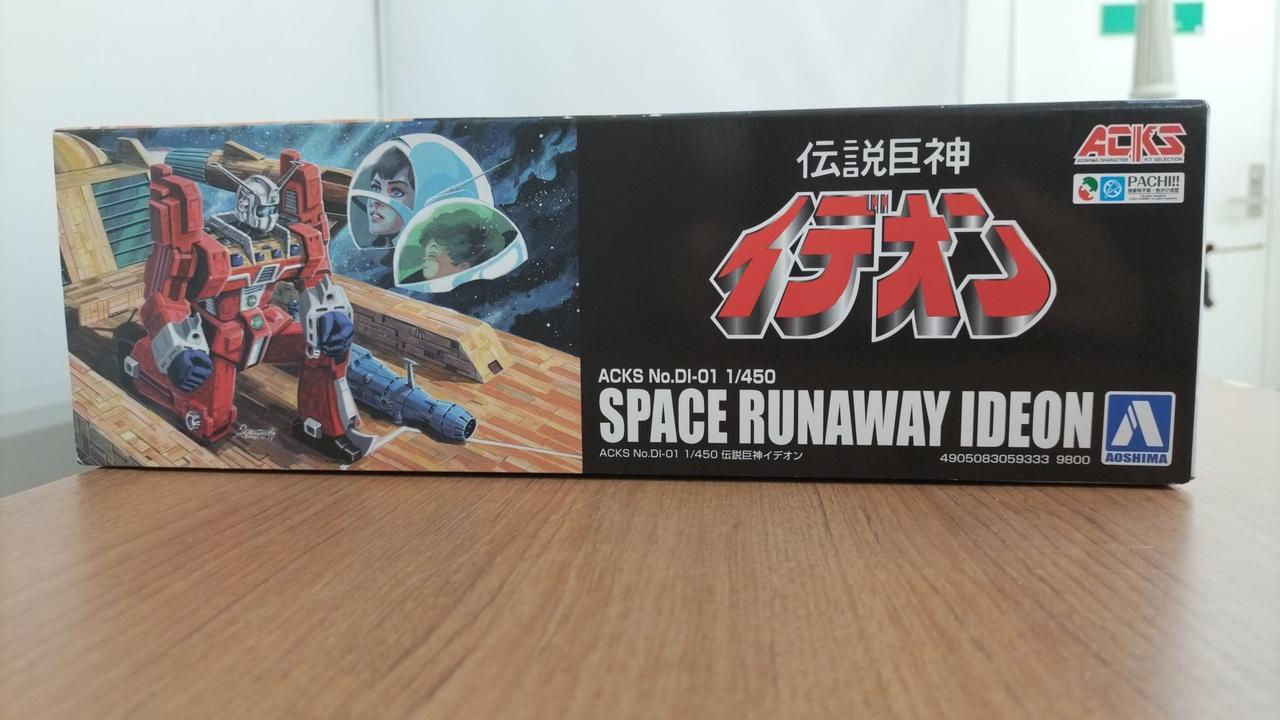 伝説巨神
イデオン
ACKS
AOSHIMA CHARACTER KIT SELECTION
PACHI!!
ACKS No.DI-01 1/450
SPACE RUNAWAY IDEON
ACKS No.DI-01 1/450 伝説巨神イデオン
4905083059333 9800
AOSHIMA